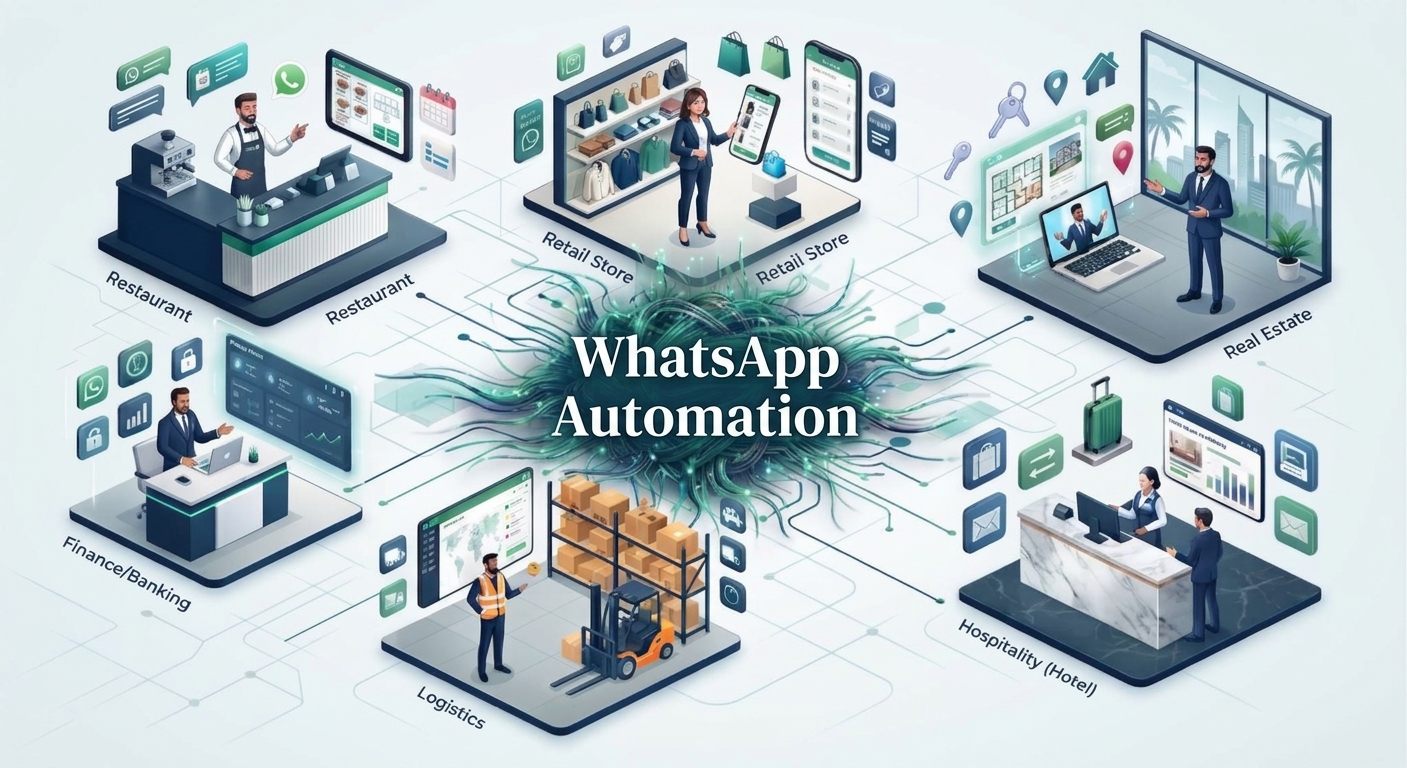 Restaurant
Restaurant
Retail Store
Retail Store
Real Estate
WhatsApp
Automation
Finance/Banking
Logistics
Hospitality (Hotel)